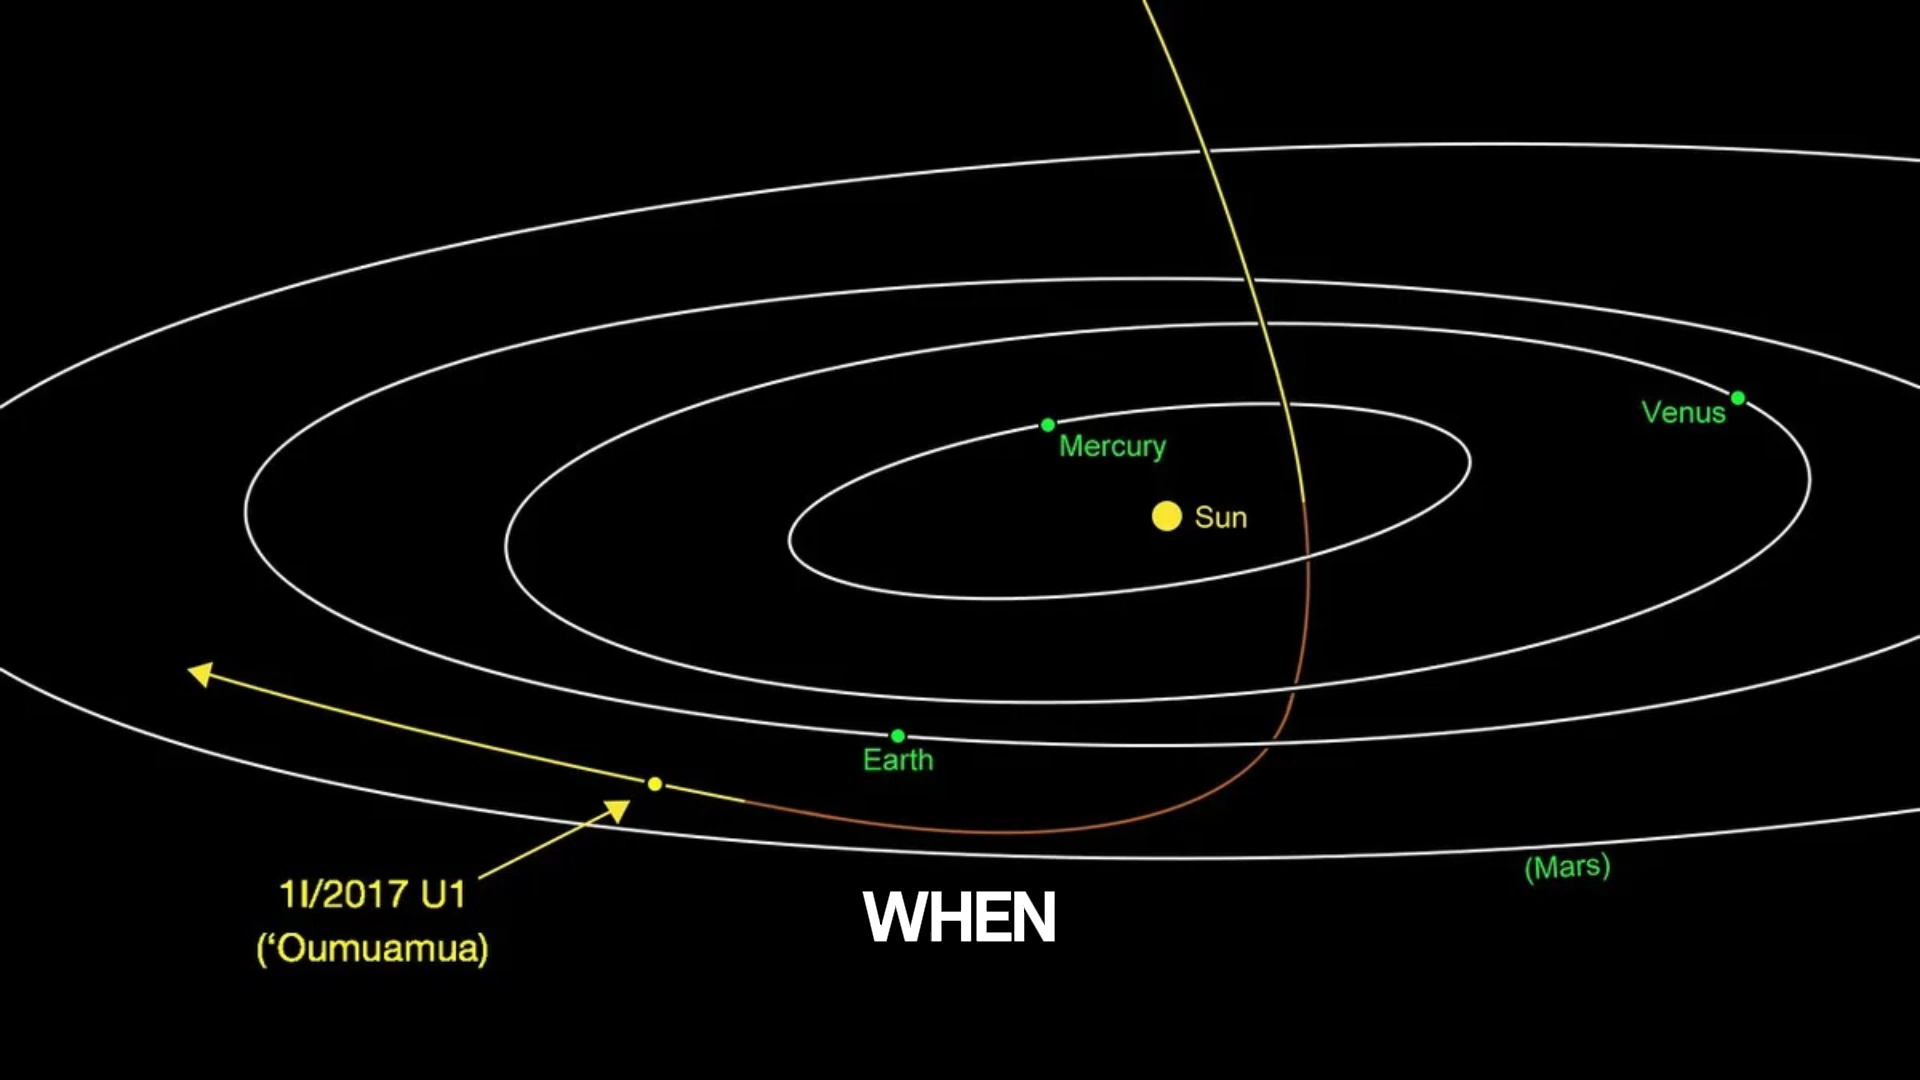 Venus
Mercury
Sun
Earth
(Mars)
1I/2017 U1
(‘Oumuamua)
WHEN